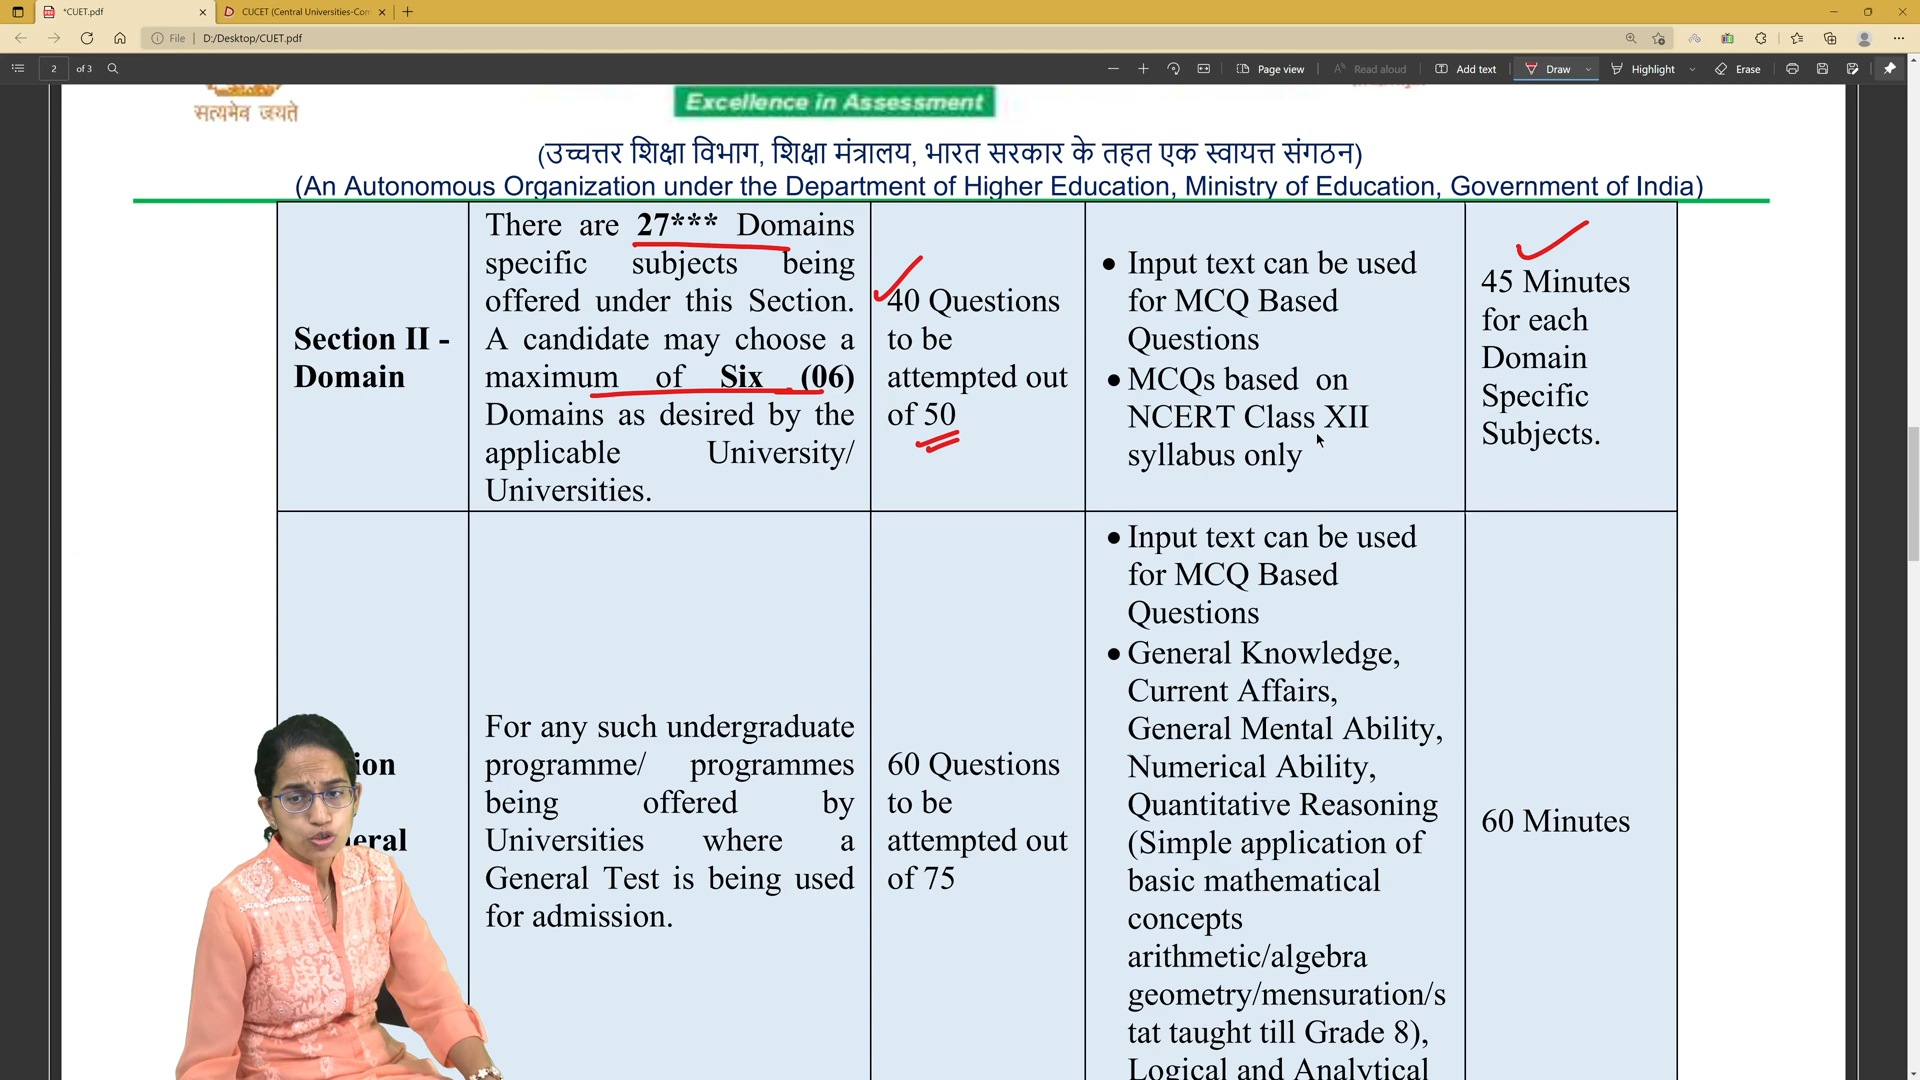 *CUET.pdf
CUCET (Central Universities-Com
File D:/Desktop/CUET.pdf
2 of 3
Page view
Read aloud
Add text
Draw
Highlight
Erase
सत्यमेव जयते
Excellence in Assessment
(उच्चत्तर शिक्षा विभाग, शिक्षा मंत्रालय, भारत सरकार के तहत एक स्वायत्त संगठन)
(An Autonomous Organization under the Department of Higher Education, Ministry of Education, Government of India)
Section II -
Domain
There are 27*** Domains
specific subjects being
offered under this Section.
A candidate may choose a
maximum of Six (06)
Domains as desired by the
applicable University/
Universities.
40 Questions
to be
attempted out
of 50
• Input text can be used
for MCQ Based
Questions
• MCQs based on
NCERT Class XII
syllabus only
45 Minutes
for each
Domain
Specific
Subjects.
ion
eral
For any such undergraduate
programme/ programmes
being offered by
Universities where a
General Test is being used
for admission.
60 Questions
to be
attempted out
of 75
• Input text can be used
for MCQ Based
Questions
• General Knowledge,
Current Affairs,
General Mental Ability,
Numerical Ability,
Quantitative Reasoning
(Simple application of
basic mathematical
concepts
arithmetic/algebra
geometry/mensuration/s
tat taught till Grade 8),
Logical and Analytical
60 Minutes